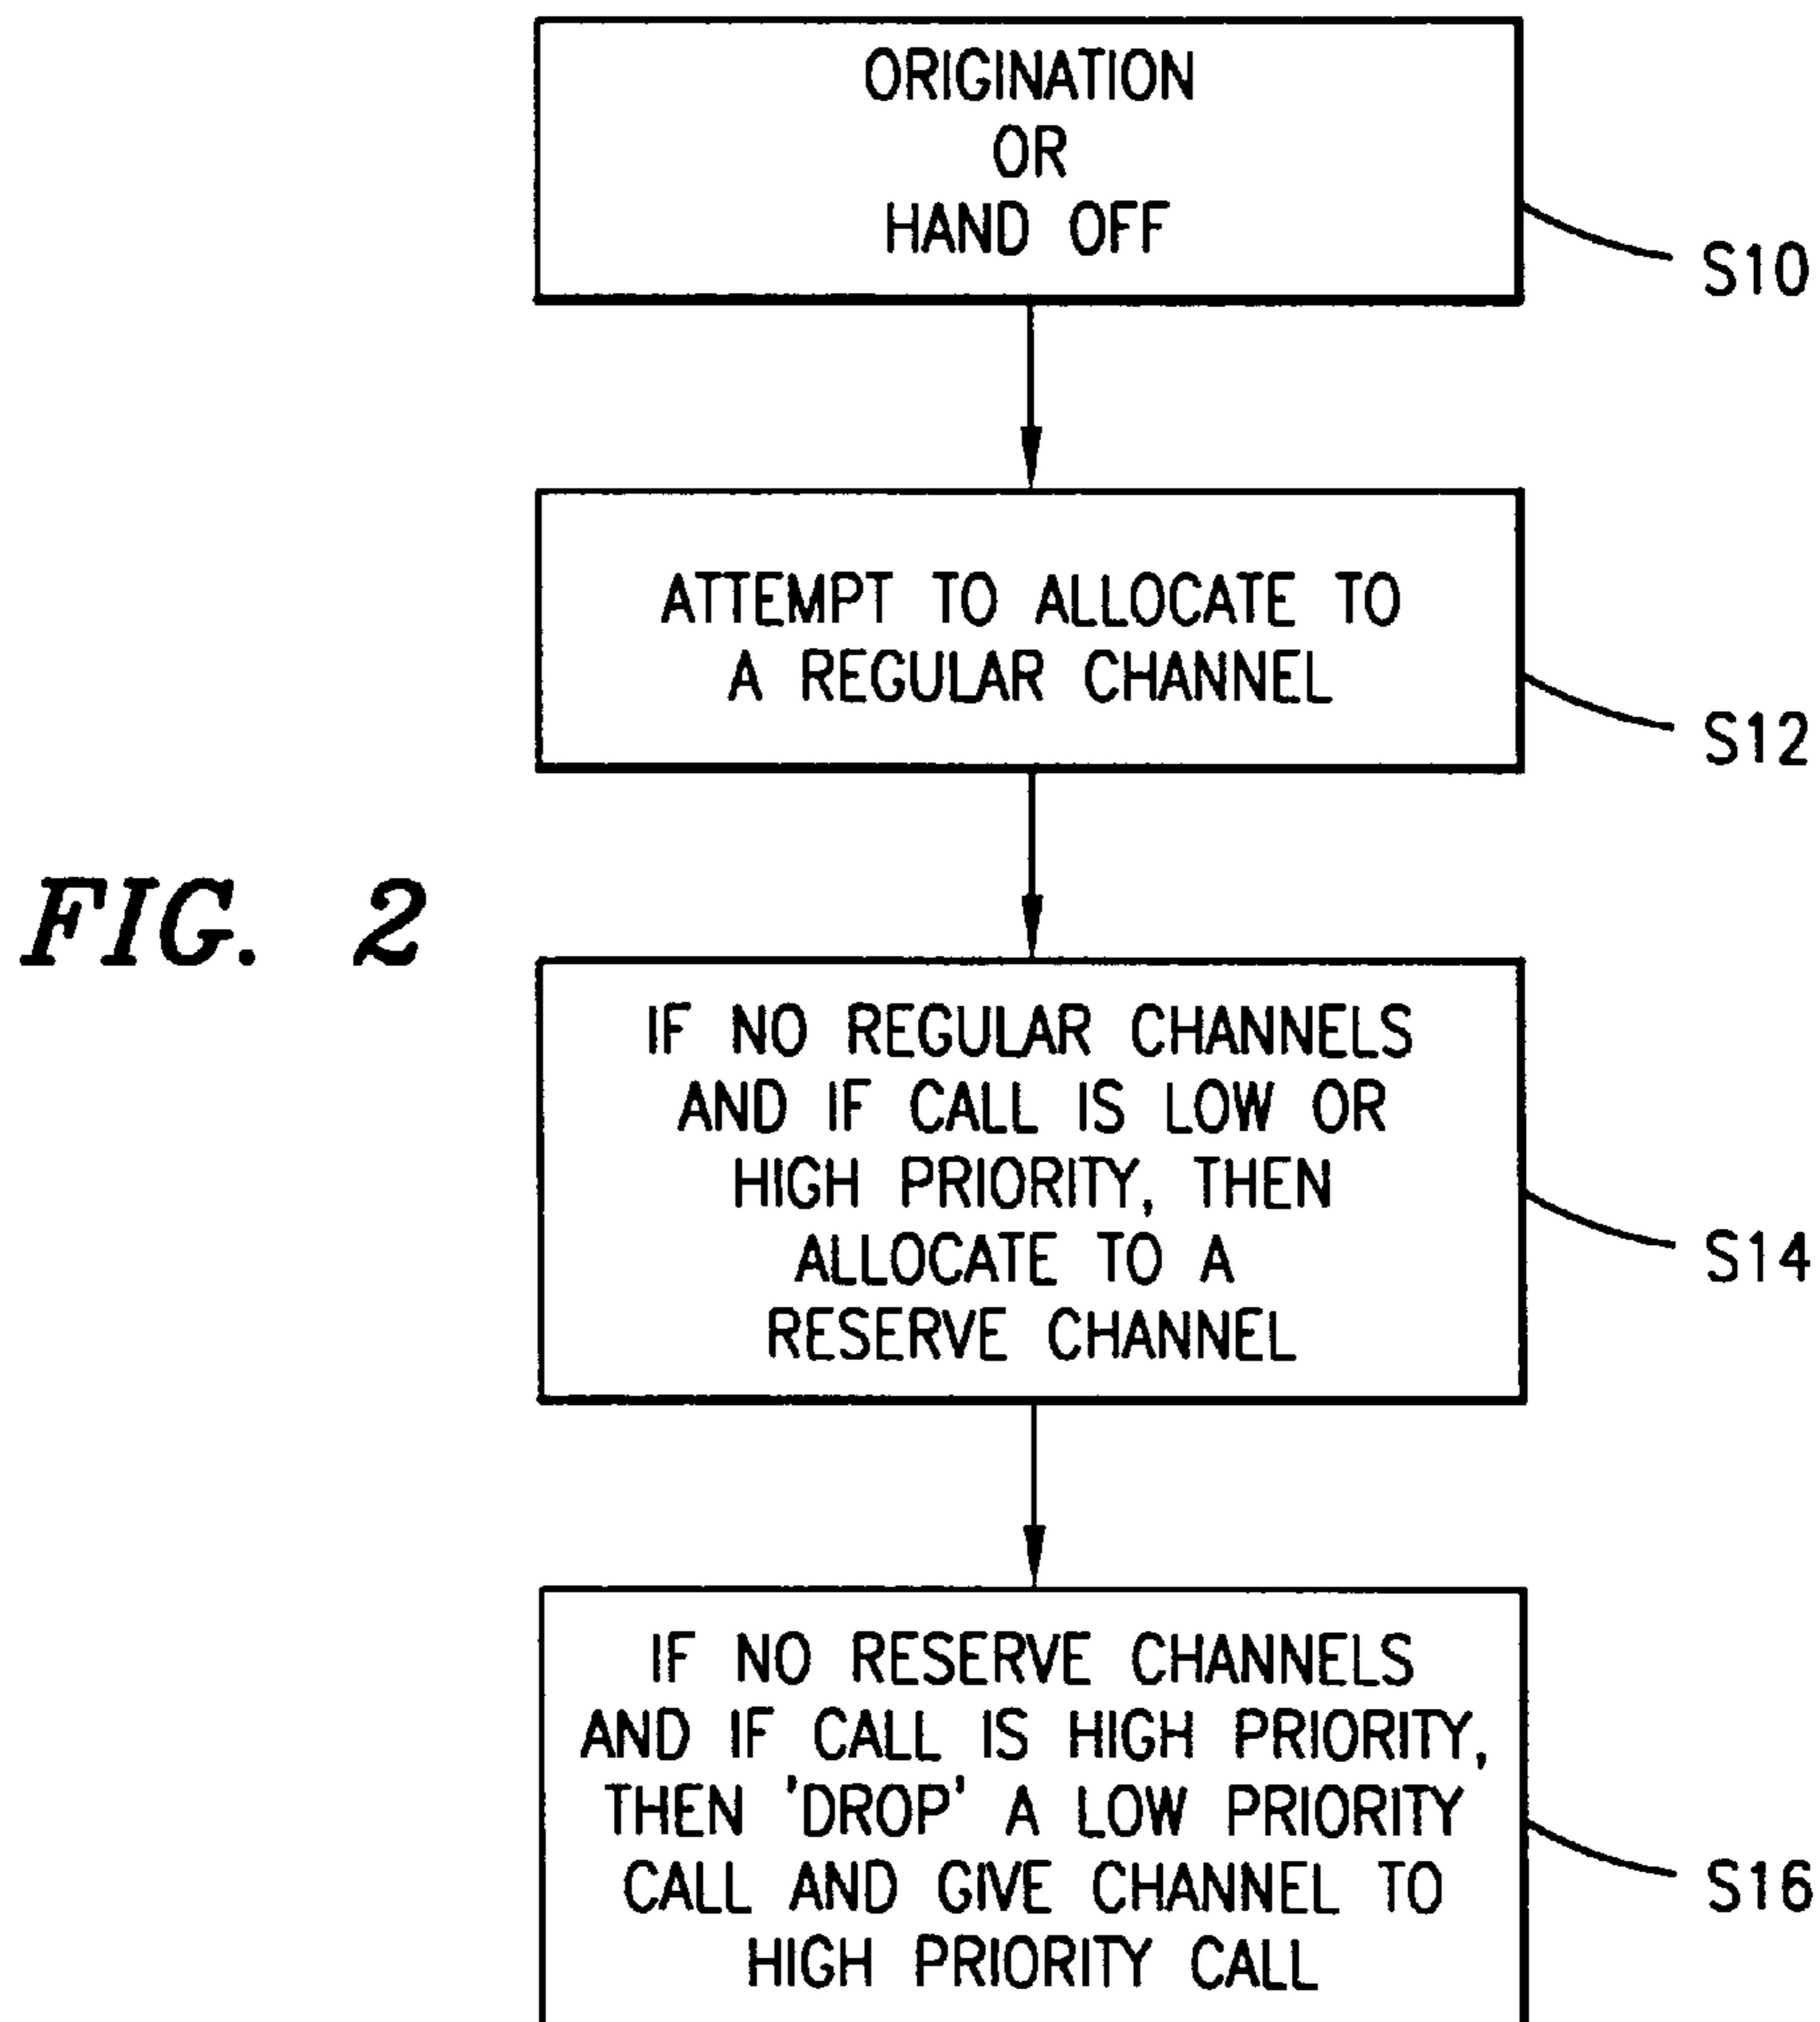 ORIGINATION
OR
HAND OFF
S10
ATTEMPT TO ALLOCATE TO
A REGULAR CHANNEL
S12
FIG. 2
IF NO REGULAR CHANNELS
AND IF CALL IS LOW OR
HIGH PRIORITY, THEN
ALLOCATE TO A
RESERVE CHANNEL
S14
IF NO RESERVE CHANNELS
AND IF CALL IS HIGH PRIORITY,
THEN 'DROP' A LOW PRIORITY
CALL AND GIVE CHANNEL TO
HIGH PRIORITY CALL
S16